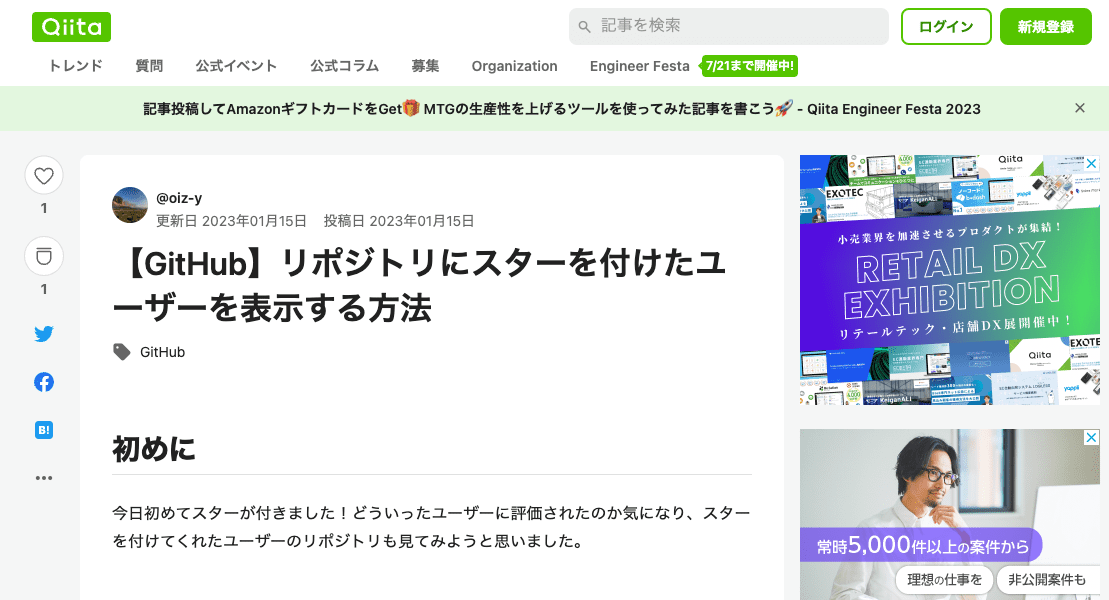 Qiita
記事を検索
ログイン
新規登録
トレンド
質問
公式イベント
公式コラム
募集
Organization
Engineer Festa
7/21まで開催中!
記事投稿してAmazonギフトカードをGet🎁 MTGの生産性を上げるツールを使ってみた記事を書こう🚀 - Qiita Engineer Festa 2023
1
1
B!
@oiz-y
更新日 2023年01月15日
投稿日 2023年01月15日
【GitHub】リポジトリにスターを付けたユ
ーザーを表示する方法
GitHub
初めに
今日初めてスターが付きました！どういったユーザーに評価されたのか気になり、スター
を付けてくれたユーザーのリポジトリも見てみようと思いました。
Qiita
EXOTEC
KeiganALI
b→dash
yappli
小売業界を加速させるプロダクトが集結！
RETAIL DX
EXHIBITION
リテールテック・店舗DX展開催中！
Qiita
EXOTE
KeiganALI
yappli
常時5,000件以上の案件から
理想の仕事を
非公開案件も